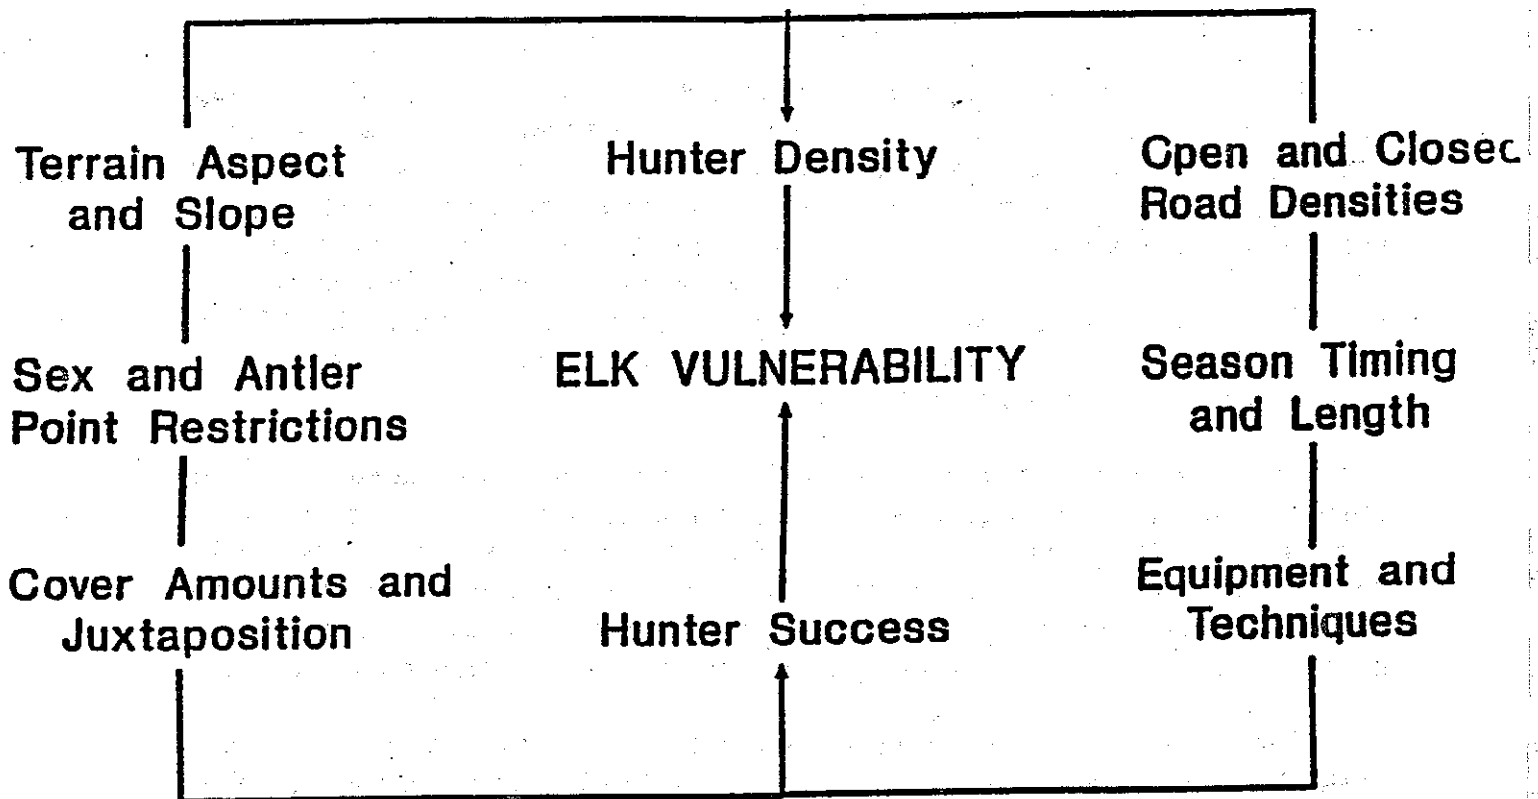 Terrain Aspect
and Slope
Hunter Density
Open and Closed
Road Densities
Sex and Antler
Point Restrictions
ELK VULNERABILITY
Season Timing
and Length
Cover Amounts and
Juxtaposition
Hunter Success
Equipment and
Techniques